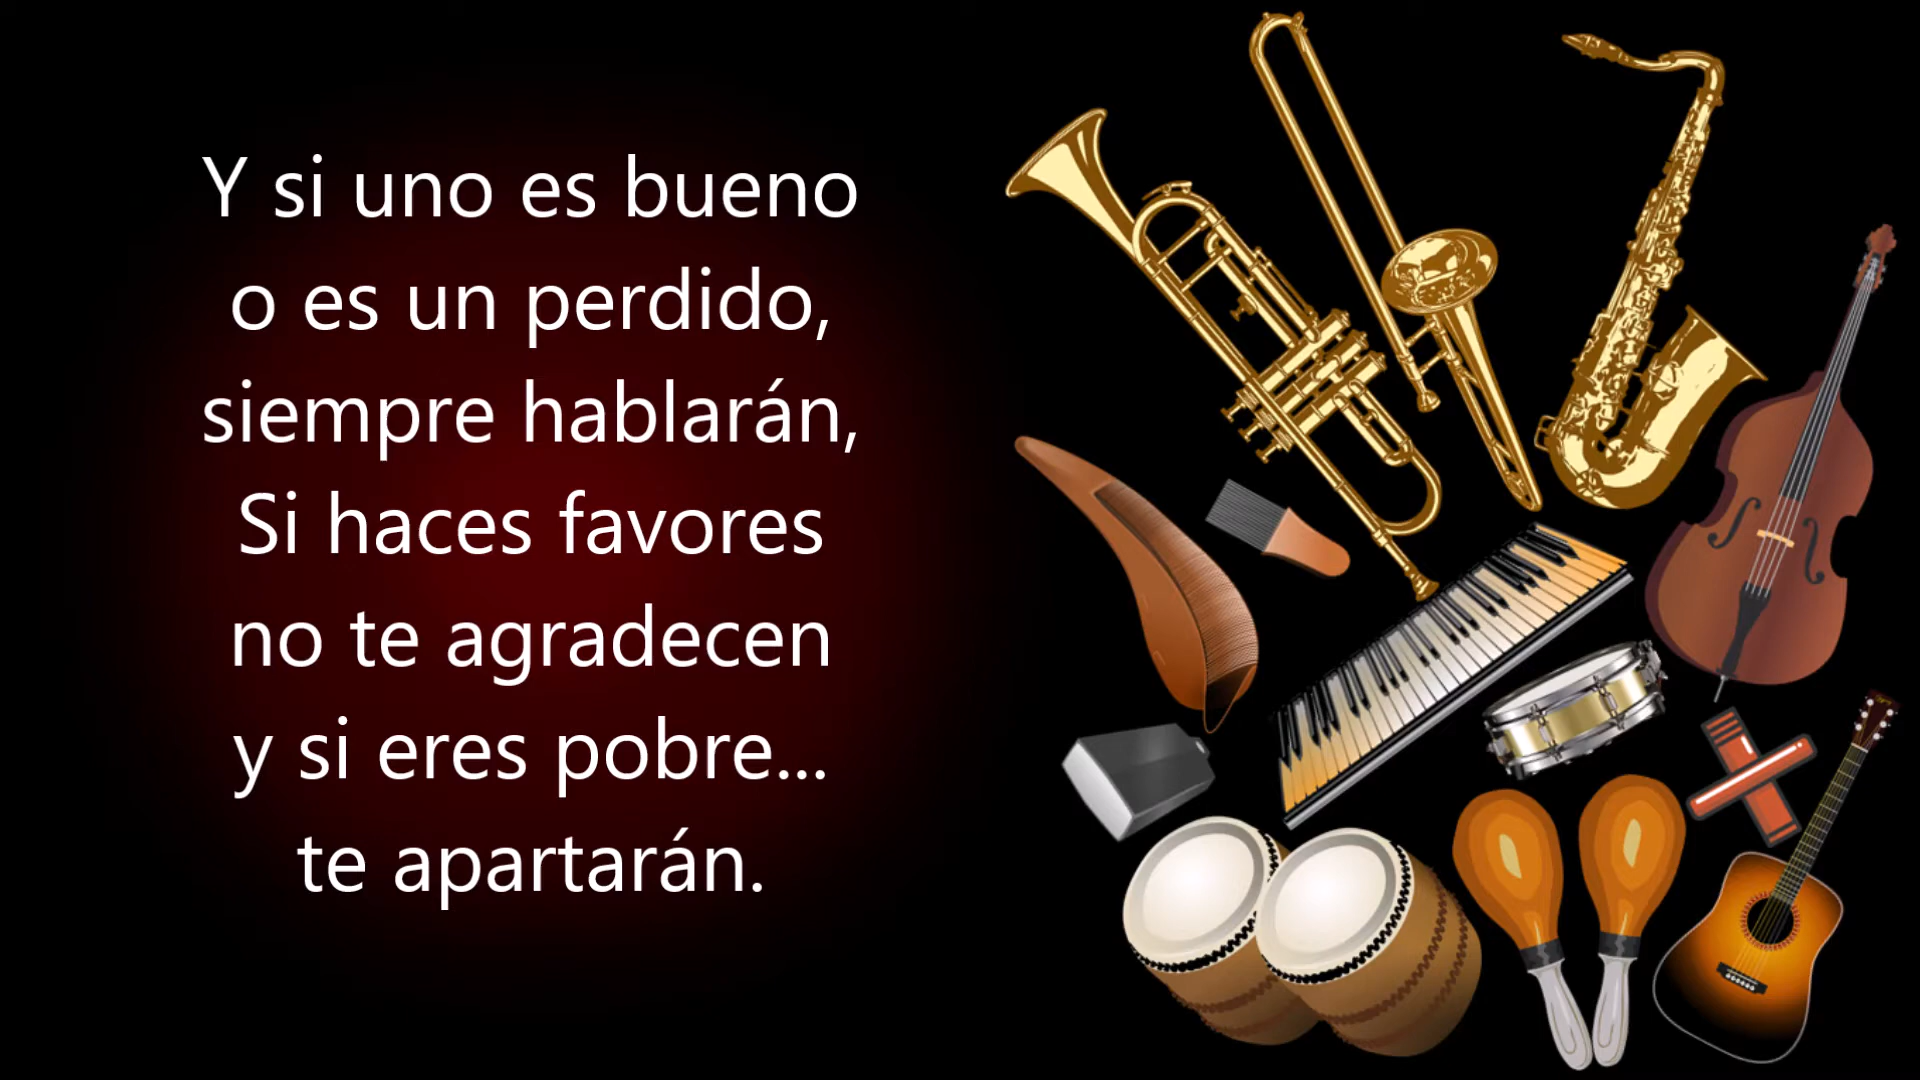 Y si uno es bueno
o es un perdido,
siempre hablarán,
Si haces favores
no te agradecen
y si eres pobre...
te apartarán.